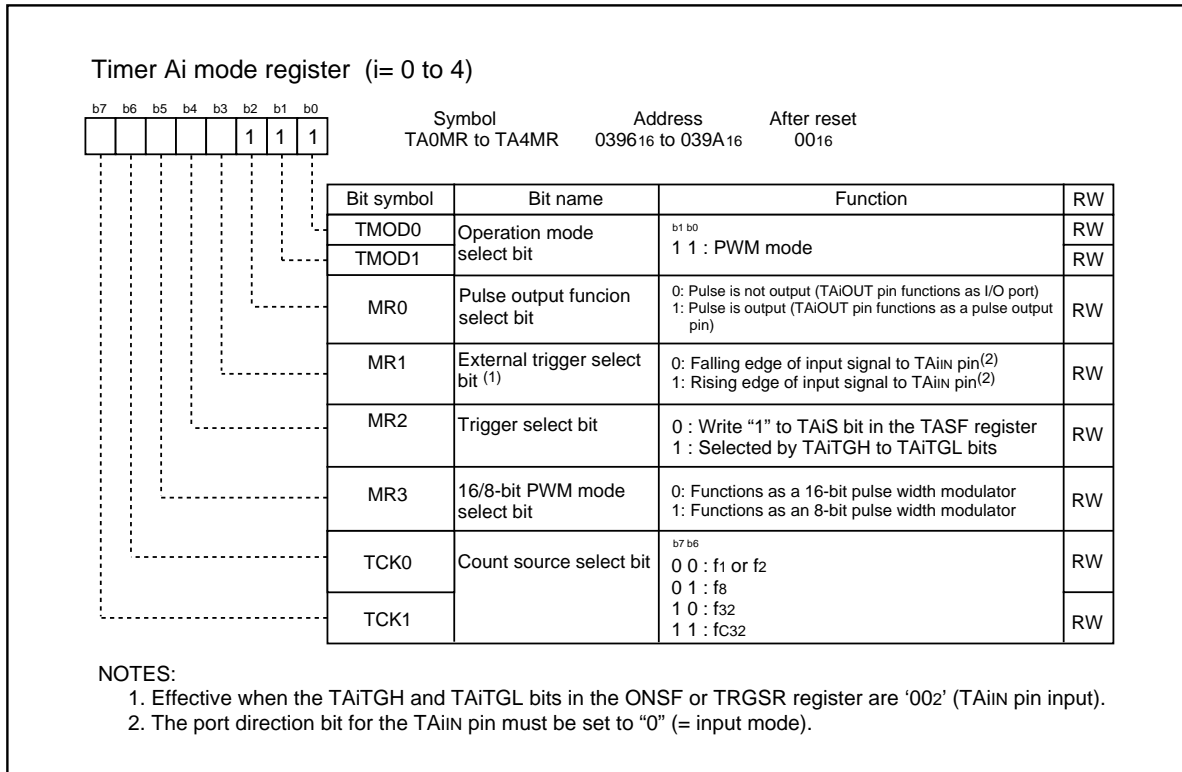 Timer Ai mode register (i= 0 to 4)
b7 b6 b5 b4 b3 b2 b1 b0
1 1 1
Symbol Address After reset
TA0MR to TA4MR 039616 to 039A16 0016
Bit symbol Bit name Function RW
TMOD0 Operation mode select bit b1 b0 RW
TMOD1 1 1 : PWM mode RW
MR0 Pulse output funcion select bit 0: Pulse is not output (TAiOUT pin functions as I/O port)
1: Pulse is output (TAiOUT pin functions as a pulse output
pin) RW
MR1 External trigger select bit (1) 0: Falling edge of input signal to TAiIN pin(2)
1: Rising edge of input signal to TAiIN pin(2) RW
MR2 Trigger select bit 0 : Write “1” to TAiS bit in the TASF register
1 : Selected by TAiTGH to TAiTGL bits RW
MR3 16/8-bit PWM mode select bit 0: Functions as a 16-bit pulse width modulator
1: Functions as an 8-bit pulse width modulator RW
TCK0 Count source select bit b7 b6 RW
0 0 : f1 or f2
0 1 : f8
TCK1 1 0 : f32 RW
1 1 : fC32
NOTES:
1. Effective when the TAiTGH and TAiTGL bits in the ONSF or TRGSR register are ‘002’ (TAiIN pin input).
2. The port direction bit for the TAiIN pin must be set to “0” (= input mode).